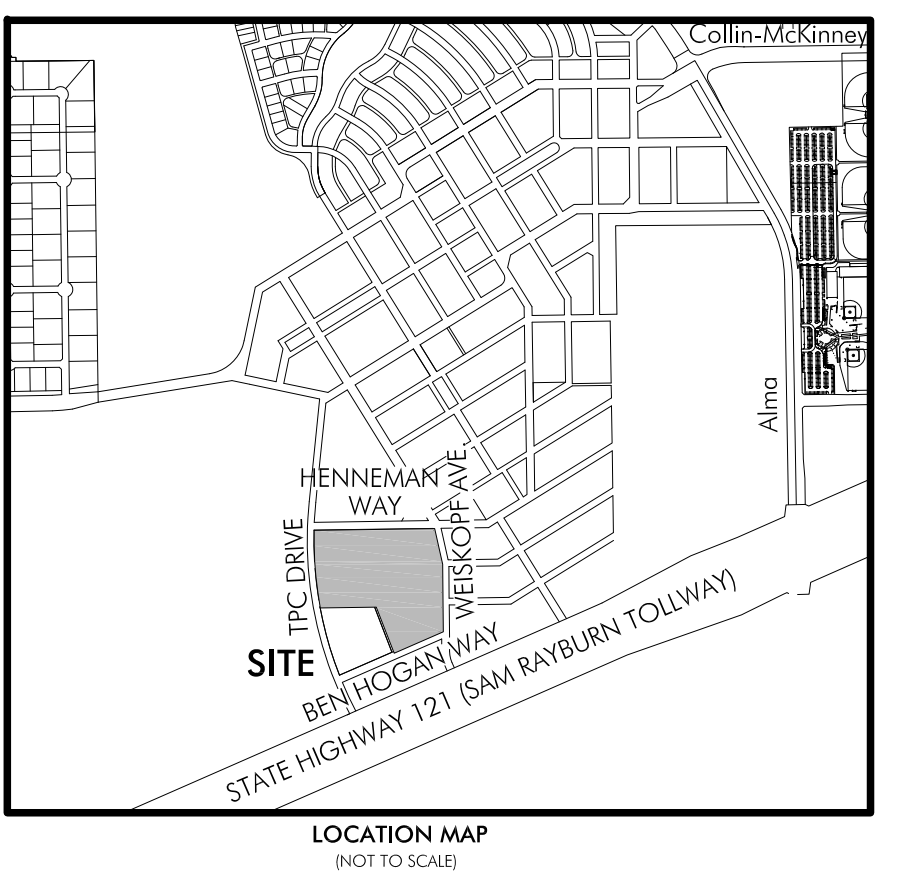 Collin-McKinney
Alma
HENNEMAN
WAY
WEISKOPF AVE.
TPC DRIVE
SITE
BEN HOGAN WAY
STATE HIGHWAY 121 (SAM RAYBURN TOLLWAY)
LOCATION MAP
(NOT TO SCALE)